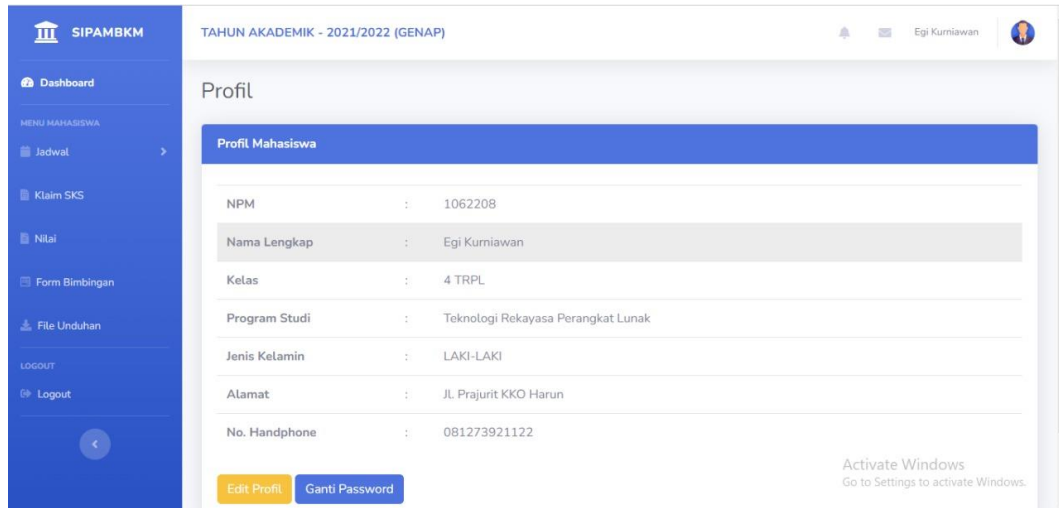 SIPAMBKM
TAHUN AKADEMIK - 2021/2022 (GENAP)
Egi Kurniawan
Dashboard
MENU MAHASISWA
Jadwal
Klaim SKS
Nilai
Form Bimbingan
File Unduhan
LOGOUT
Logout
Profil
Profil Mahasiswa
NPM : 1062208
Nama Lengkap : Egi Kurniawan
Kelas : 4 TRPL
Program Studi : Teknologi Rekayasa Perangkat Lunak
Jenis Kelamin : LAKI-LAKI
Alamat : Jl. Prajurit KKO Harun
No. Handphone : 081273921122
Edit Profil Ganti Password
Activate Windows
Go to Settings to activate Windows.